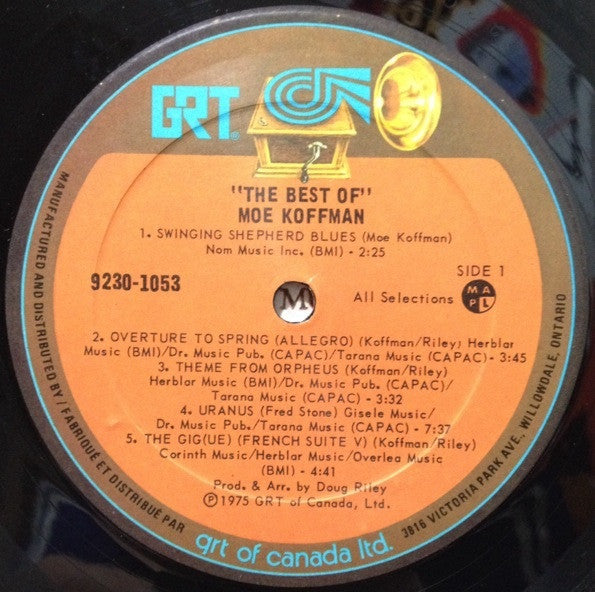 GRT
"THE BEST OF"
MOE KOFFMAN
1. SWINGING SHEPHERD BLUES (Moe Koffman)
Nom Music Inc. (BMI) - 2:25
9230-1053
SIDE 1
M
All Selections
M A P L
2. OVERTURE TO SPRING (ALLEGRO) (Koffman/Riley; Herblar
Music (BMI)/Dr. Music Pub. (CAPAC)/Tarana Music (CAPAC)- 3:45
3. THEME FROM ORPHEUS (Koffman/Riley)
Herblar Music (BMI)/Dr. Music Pub. (CAPAC)/
Tarana Music (CAPAC) - 3:32
4. URANUS (Fred Stone) Gisele Music/
Dr. Music Pub./Tarana Music (CAPAC) - 7:37
5. THE GIG(UE) (FRENCH SUITE V) (Koffman/Riley)
Corinth Music/Herblar Music/Overlea Music
(BMI) - 4:41
Prod. & Arr. by Doug Riley
Ⓟ1975 GRT of Canada, Ltd.
MANUFACTURED AND DISTRIBUTED BY / FABRIQUÉ ET DISTRIBUÉ PAR
grt of canada ltd.
3816 VICTORIA PARK AVE., WILLOWDALE, ONTARIO